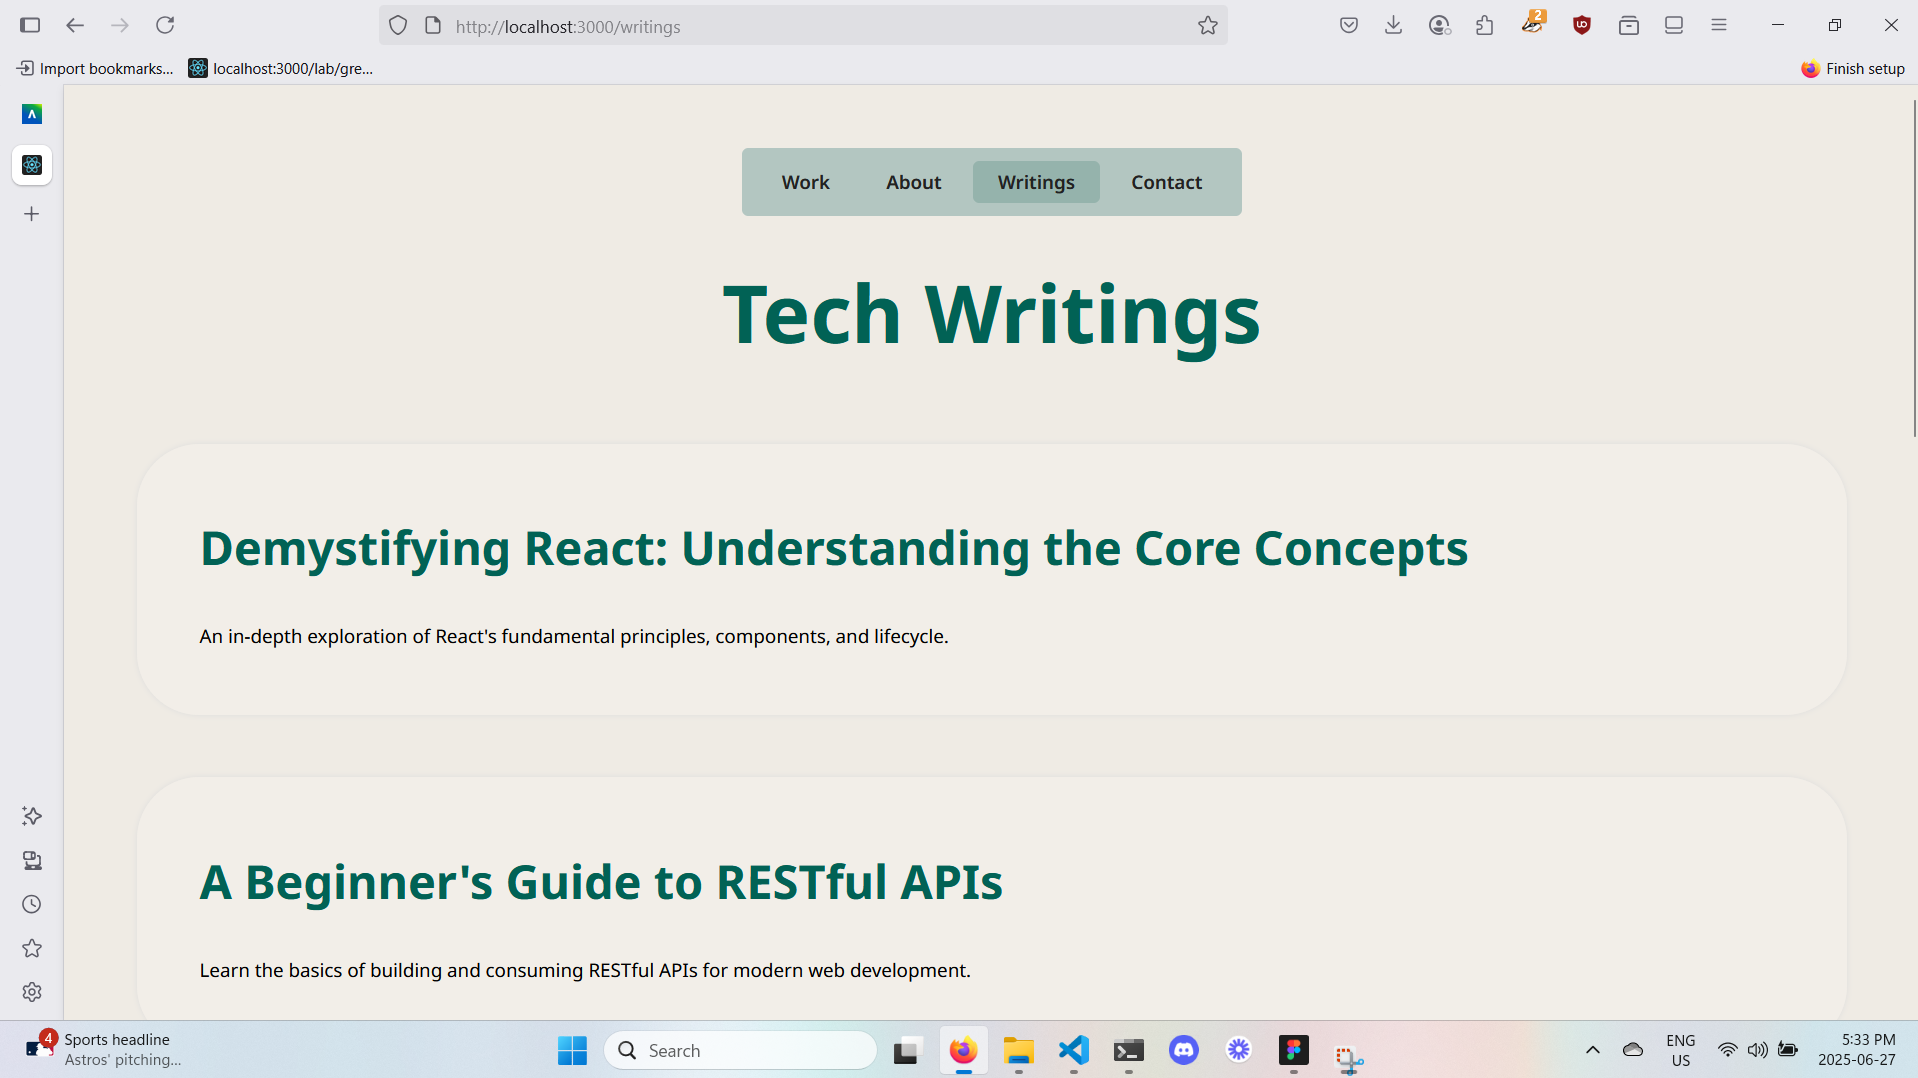 http://localhost:3000/writings
2
Import bookmarks...
localhost:3000/lab/gre...
Finish setup
Work
About
Writings
Contact
Tech Writings
Demystifying React: Understanding the Core Concepts
An in-depth exploration of React's fundamental principles, components, and lifecycle.
A Beginner's Guide to RESTful APIs
Learn the basics of building and consuming RESTful APIs for modern web development.
4
Sports headline
Astros' pitching...
Search
ENG
US
5:33 PM
2025-06-27